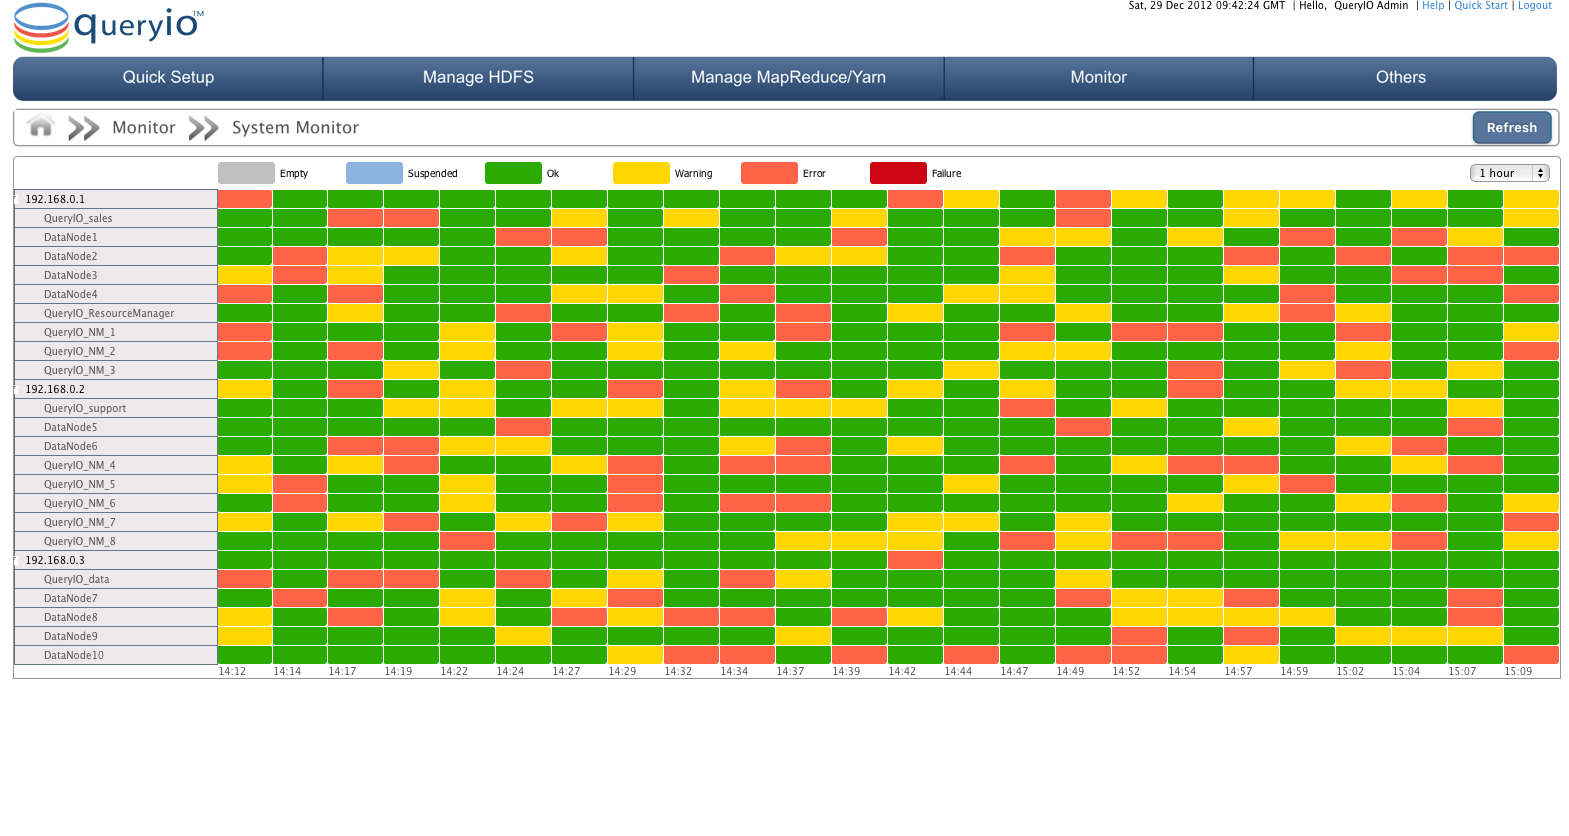 queryio™
Sat, 29 Dec 2012 09:42:24 GMT | Hello, QueryIO Admin | Help | Quick Start | Logout
Quick Setup Manage HDFS Manage MapReduce/Yarn Monitor Others
Monitor System Monitor Refresh
Empty Suspended Ok Warning Error Failure 1 hour
192.168.0.1
QueryIO_sales
DataNode1
DataNode2
DataNode3
DataNode4
QueryIO_ResourceManager
QueryIO_NM_1
QueryIO_NM_2
QueryIO_NM_3
192.168.0.2
QueryIO_support
DataNode5
DataNode6
QueryIO_NM_4
QueryIO_NM_5
QueryIO_NM_6
QueryIO_NM_7
QueryIO_NM_8
192.168.0.3
QueryIO_data
DataNode7
DataNode8
DataNode9
DataNode10
14:12 14:14 14:17 14:19 14:22 14:24 14:27 14:29 14:32 14:34 14:37 14:39 14:42 14:44 14:47 14:49 14:52 14:54 14:57 14:59 15:02 15:04 15:07 15:09